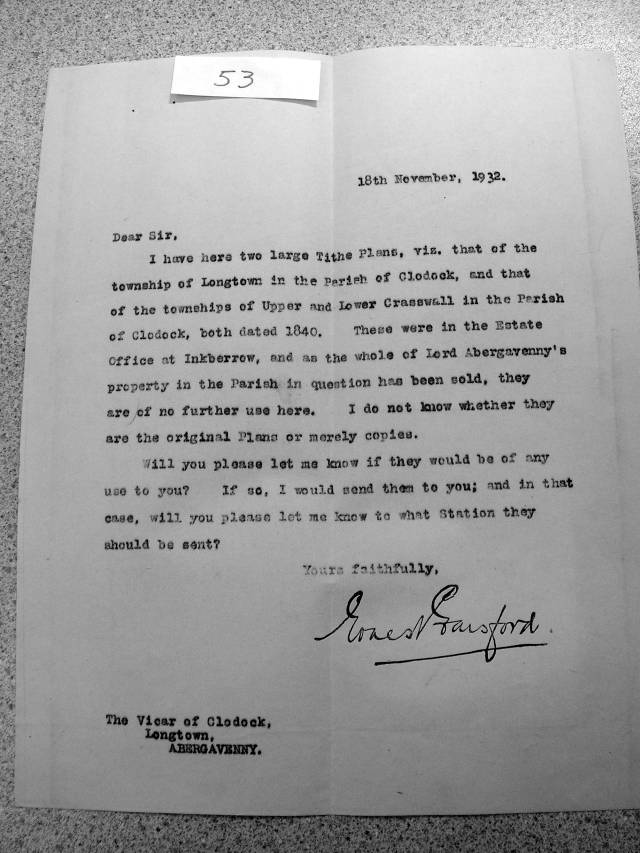 53
18th November, 1932.
Dear Sir,
I have here two large Tithe Plans, viz. that of the
township of Longtown in the Parish of Clodock, and that
of the townships of Upper and Lower Crasswall in the Parish
of Clodock, both dated 1840. These were in the Estate
Office at Inkberrow, and as the whole of Lord Abergavenny's
property in the Parish in question has been sold, they
are of no further use here. I do not know whether they
are the original Plans or merely copies.
Will you please let me know if they would be of any
use to you? If so, I would send them to you; and in that
case, will you please let me know to what Station they
should be sent?
Yours faithfully,
Ernest
The Vicar of Clodock,
Longtown,
ABERGAVENNY.